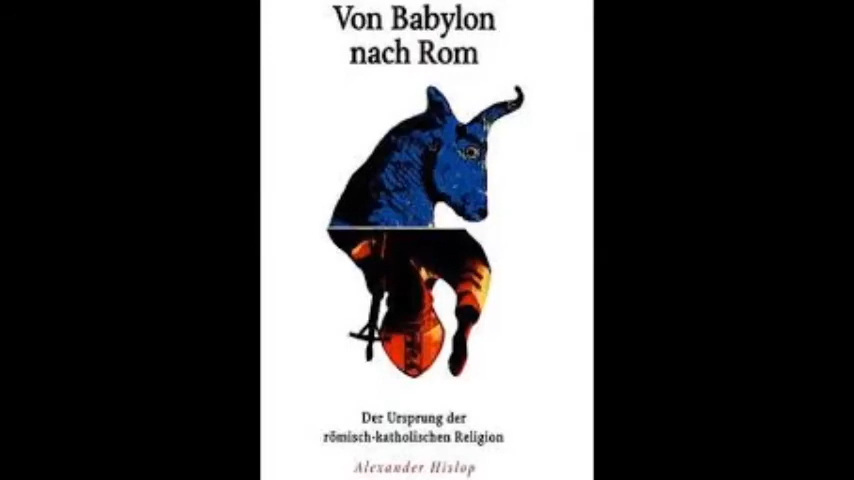 Von Babylon
nach Rom
Der Ursprung der
römisch-katholischen Religion
Alexander Hislop